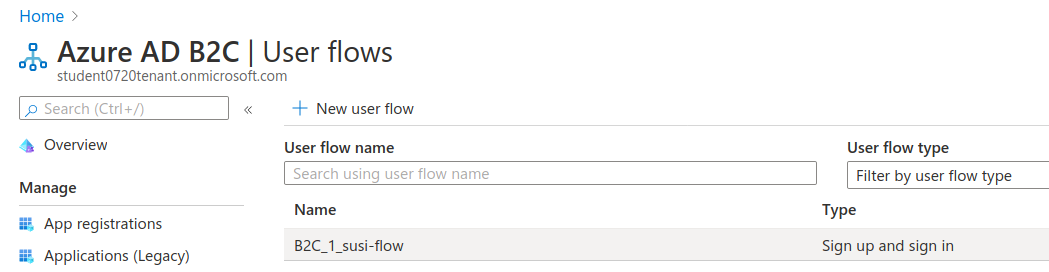 Home >
Azure AD B2C | User flows
student0720tenant.onmicrosoft.com
Search (Ctrl+/)
«
Overview
Manage
App registrations
Applications (Legacy)
+ New user flow
User flow name
Search using user flow name
User flow type
Filter by user flow type
Name Type
B2C_1_susi-flow Sign up and sign in